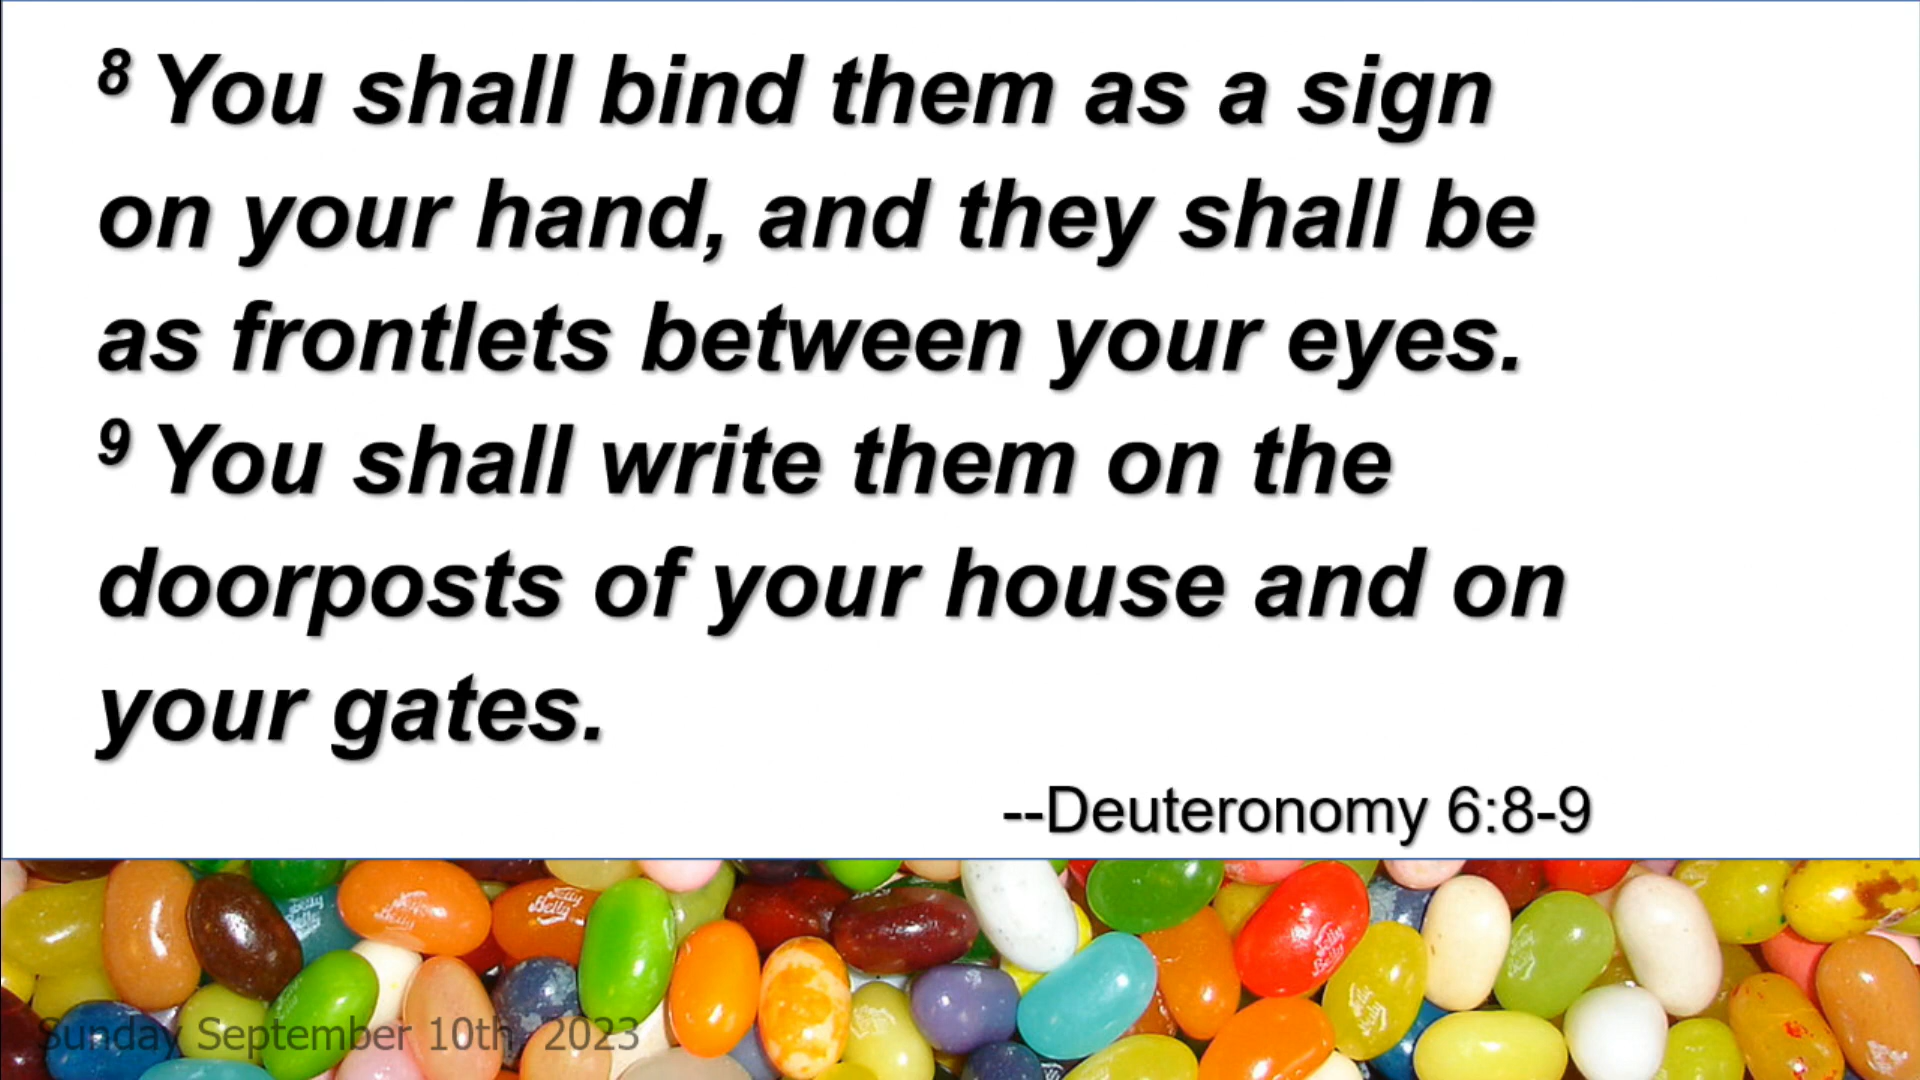 8 You shall bind them as a sign
on your hand, and they shall be
as frontlets between your eyes.
9 You shall write them on the
doorposts of your house and on
your gates.
--Deuteronomy 6:8-9
Jelly Belly
Sunday September 10th, 2023